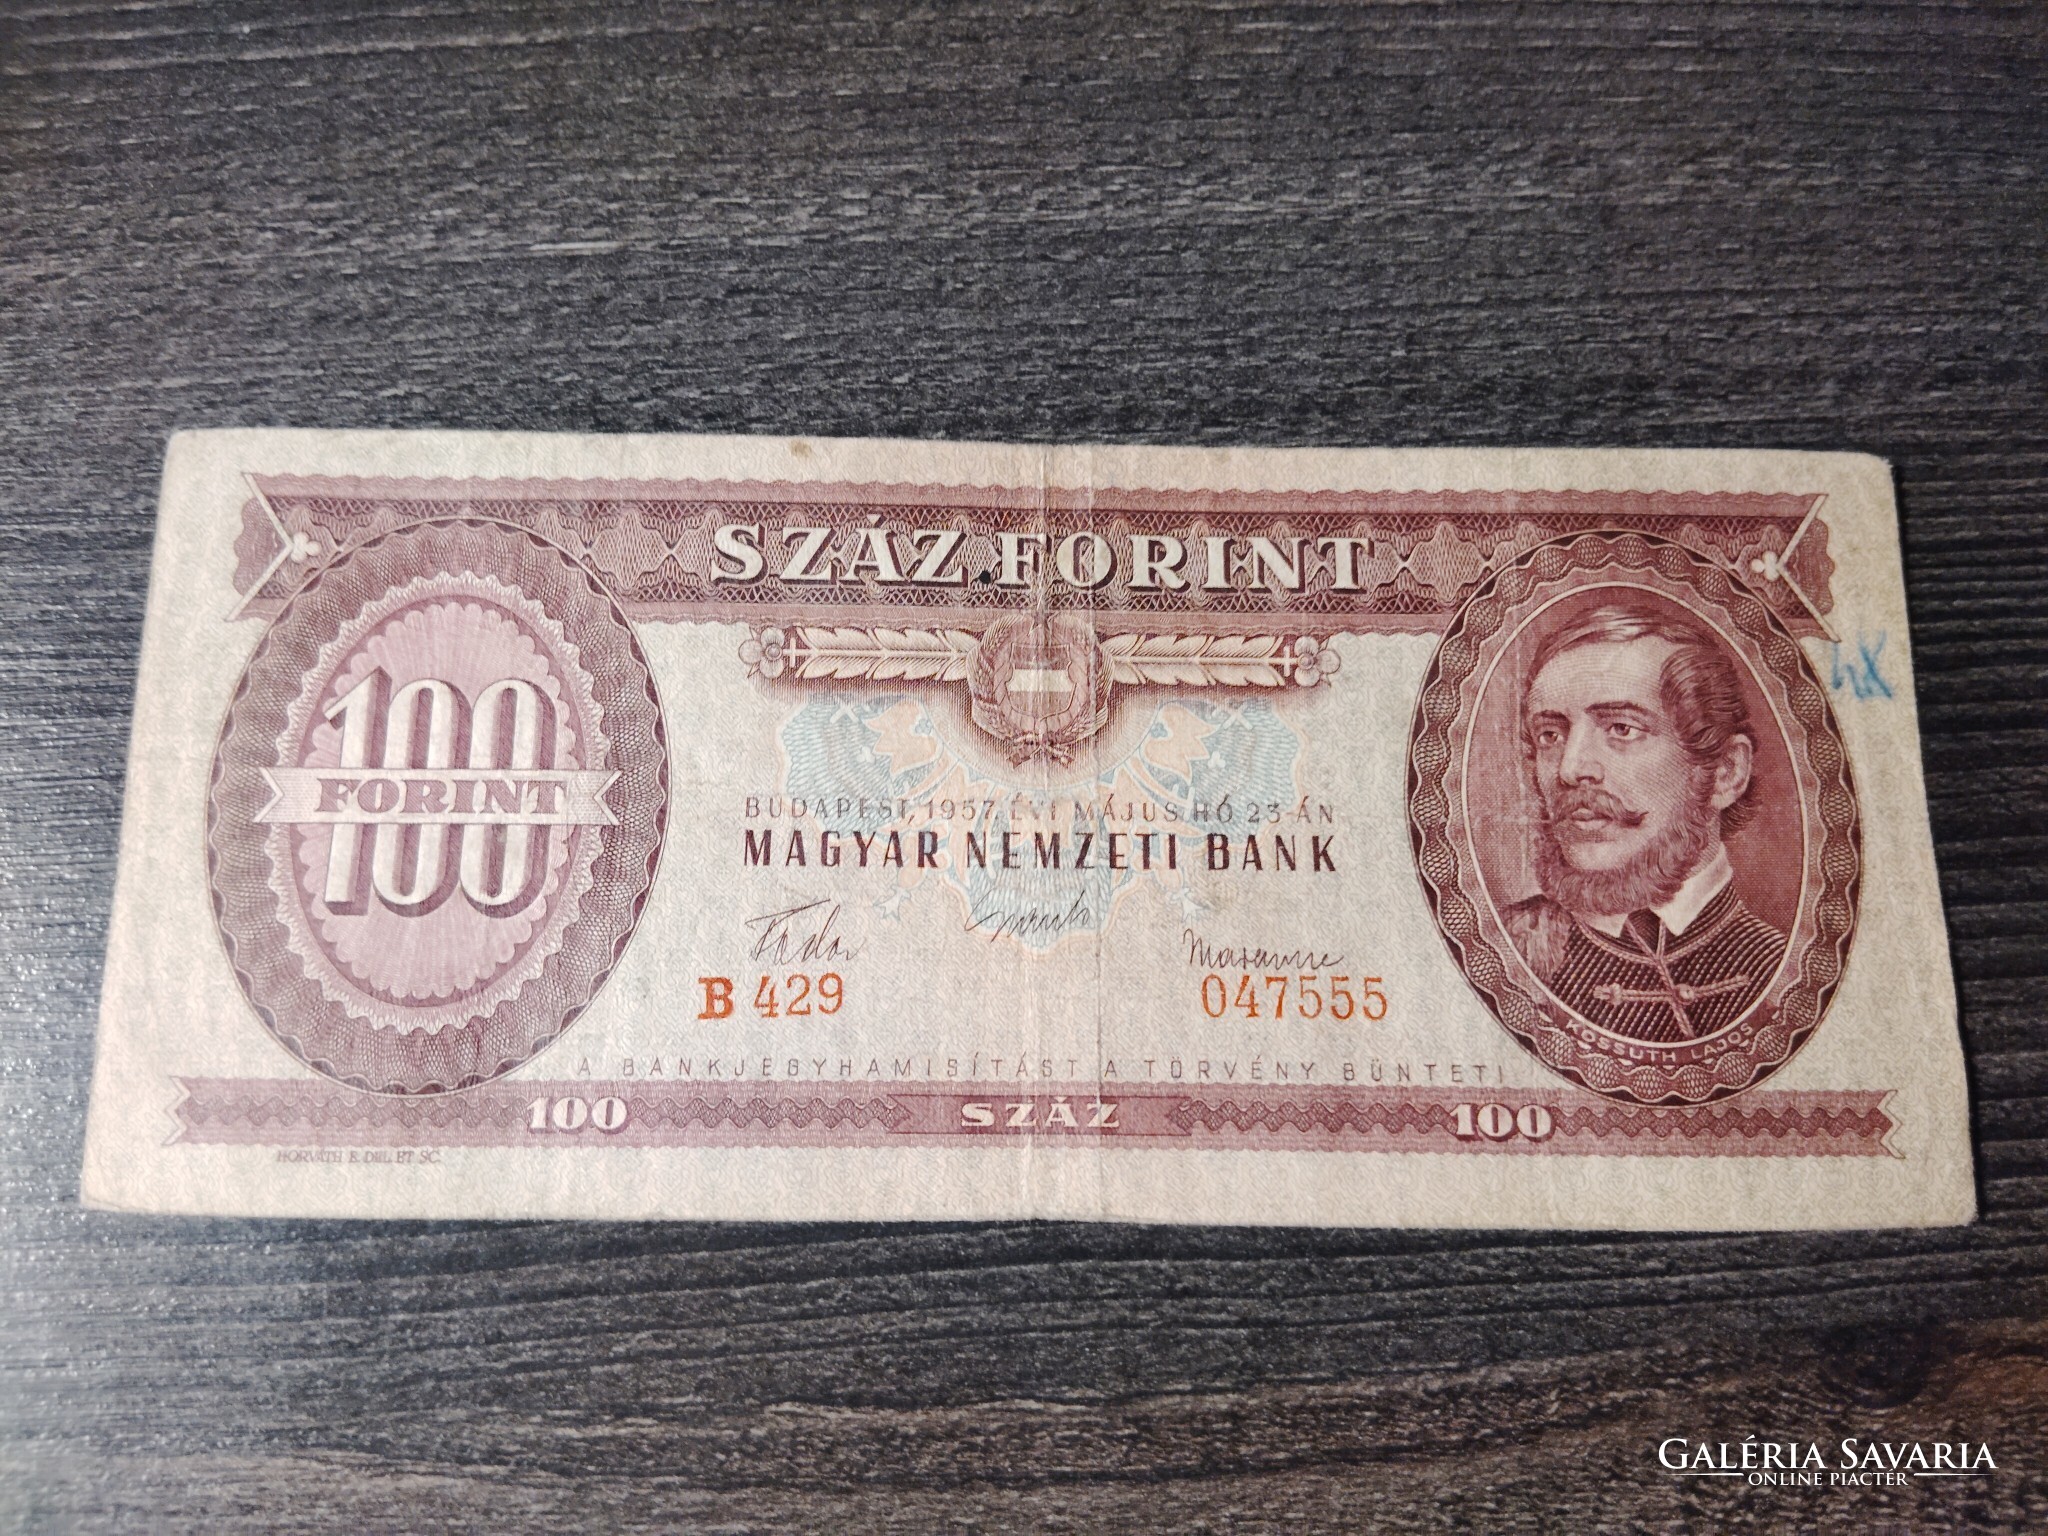 SZÁZ FORINT
100
FORINT
BUDAPEST, 1957. ÉVI MÁJUS HÓ 23-ÁN
MAGYAR NEMZETI BANK
B 429
047555
KOSSUTH LAJOS
A BANKJEGYHAMISÍTÁST A TÖRVÉNY BÜNTETI
100
SZÁZ
100
HORVÁTH E. DEL. ET SC.
GALÉRIA SAVARIA
ONLINE PIACTÉR